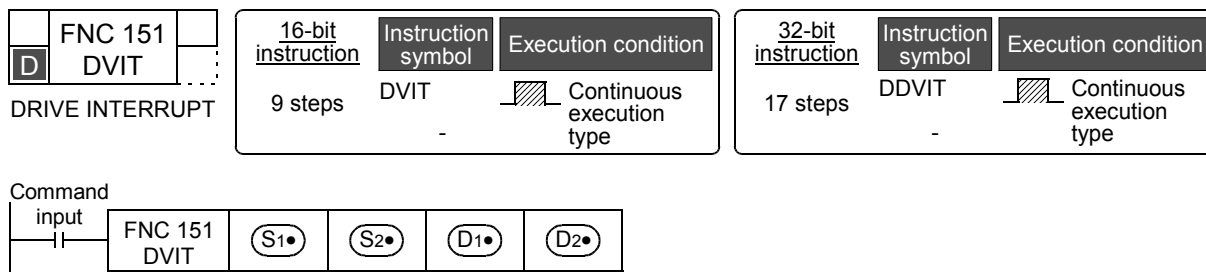 FNC 151
D DVIT
DRIVE INTERRUPT
16-bit instruction
Instruction symbol
Execution condition
9 steps
DVIT
Continuous execution type
-
32-bit instruction
Instruction symbol
Execution condition
17 steps
DDVIT
Continuous execution type
-
Command input
FNC 151 DVIT
S1•
S2•
D1•
D2•